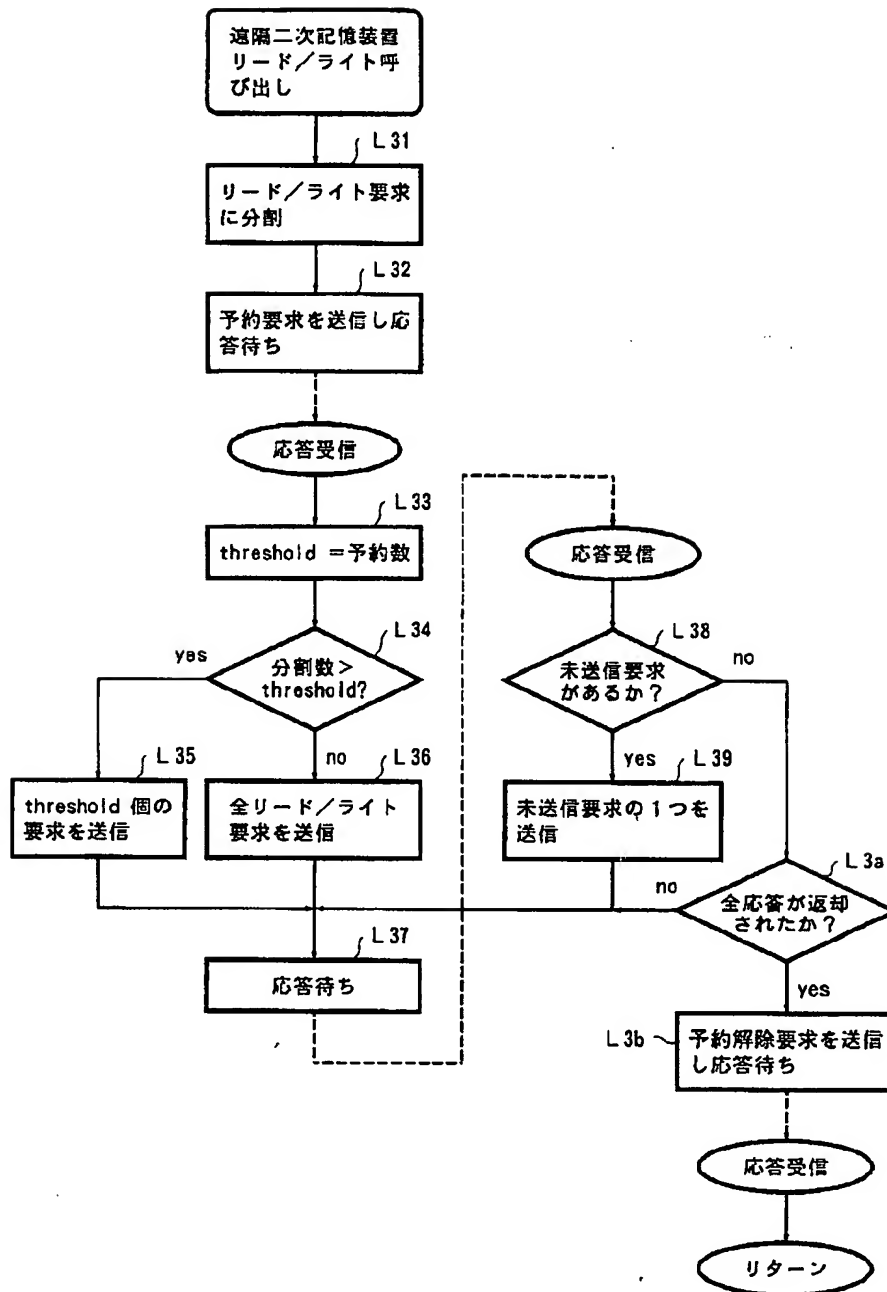 遠隔二次記憶装置
リード／ライト呼
び出し
L31
リード／ライト要求
に分割
L32
予約要求を送信し応
答待ち
応答受信
L33
threshold ＝予約数
L34
分割数＞
threshold?
yes
no
L35
threshold 個の
要求を送信
L36
全リード／ライト
要求を送信
L37
応答待ち
応答受信
L38
未送信要求
があるか？
no
yes
L39
未送信要求の１つを
送信
L3a
全応答が返却
されたか？
no
yes
L3b
予約解除要求を送信
し応答待ち
応答受信
リターン